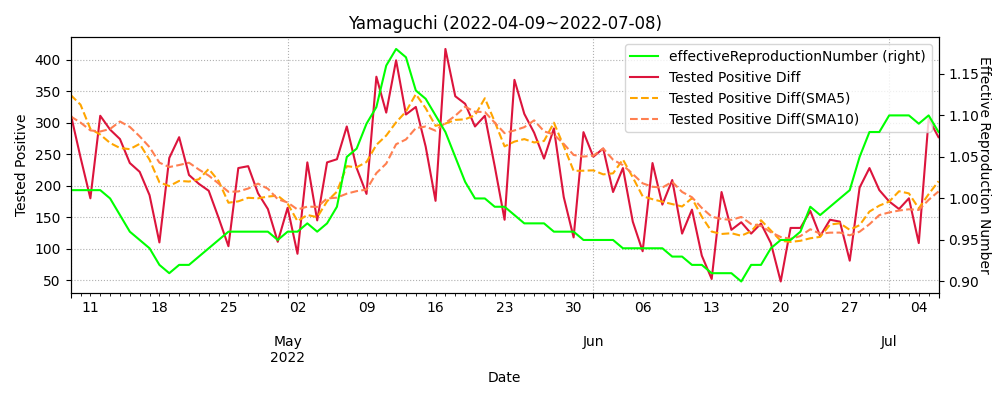 Yamaguchi (2022-04-09~2022-07-08)
effectiveReproductionNumber (right)
Tested Positive Diff
Tested Positive Diff(SMA5)
Tested Positive Diff(SMA10)
Tested Positive
400
350
300
250
200
150
100
50
1.15
1.10
1.05
1.00
0.95
0.90
Effective Reproduction Number
11 18 25 02 09 16 23 30 06 13 20 27 04
May Jun Jul
2022
Date